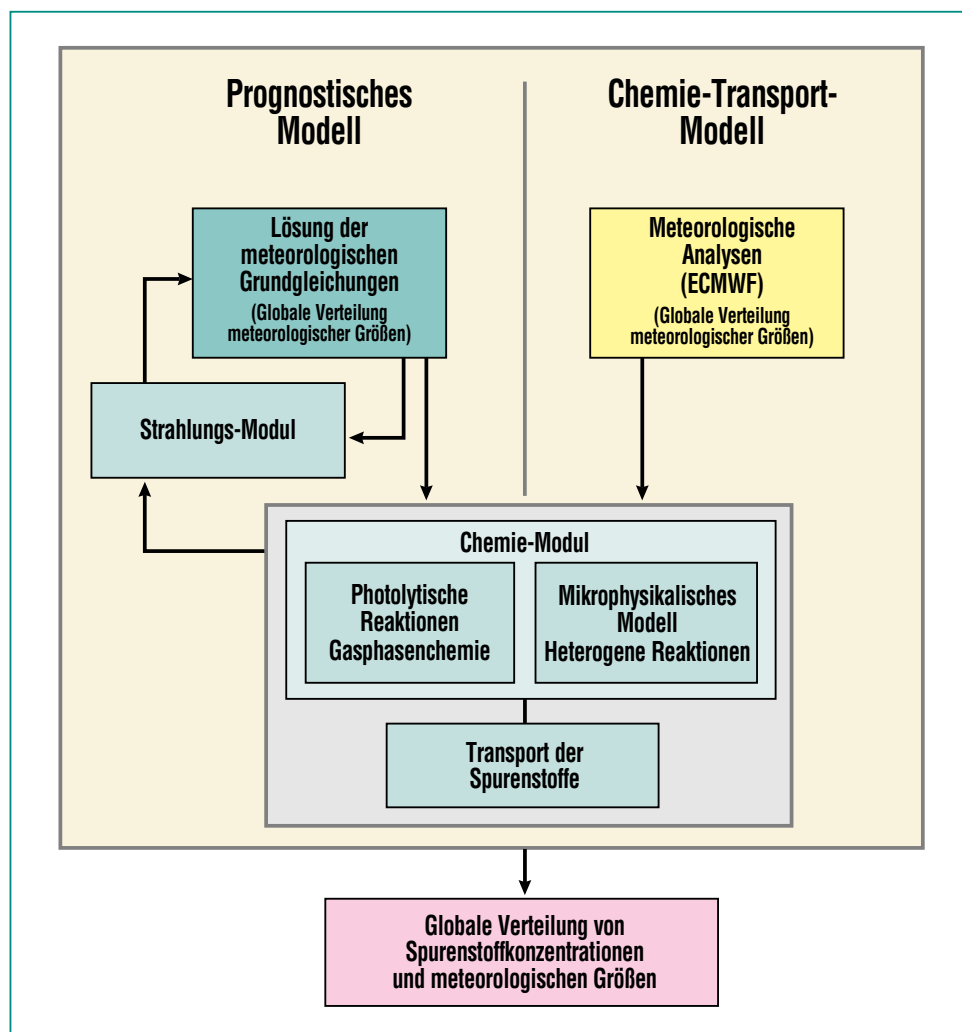 Prognostisches
Modell
Chemie-Transport-
Modell
Lösung der
meteorologischen
Grundgleichungen
(Globale Verteilung
meteorologischer Größen)
Meteorologische
Analysen
(ECMWF)
(Globale Verteilung
meteorologischer Größen)
Strahlungs-Modul
Chemie-Modul
Photolytische
Reaktionen
Gasphasenchemie
Mikrophysikalisches
Modell
Heterogene Reaktionen
Transport der
Spurenstoffe
Globale Verteilung von
Spurenstoffkonzentrationen
und meteorologischen Größen